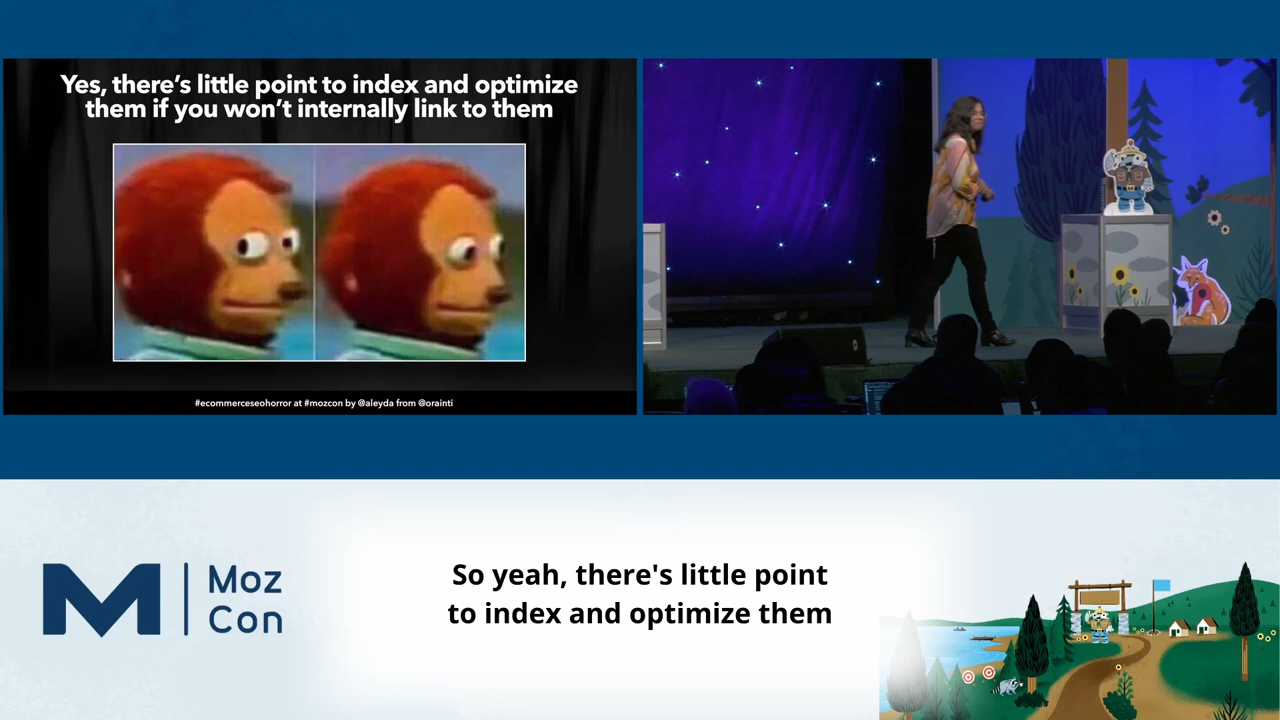 Yes, there's little point to index and optimize
them if you won't internally link to them
#ecommerceseohorror at #mozcon by @aleyda from @orainti
Moz
Con
So yeah, there's little point
to index and optimize them